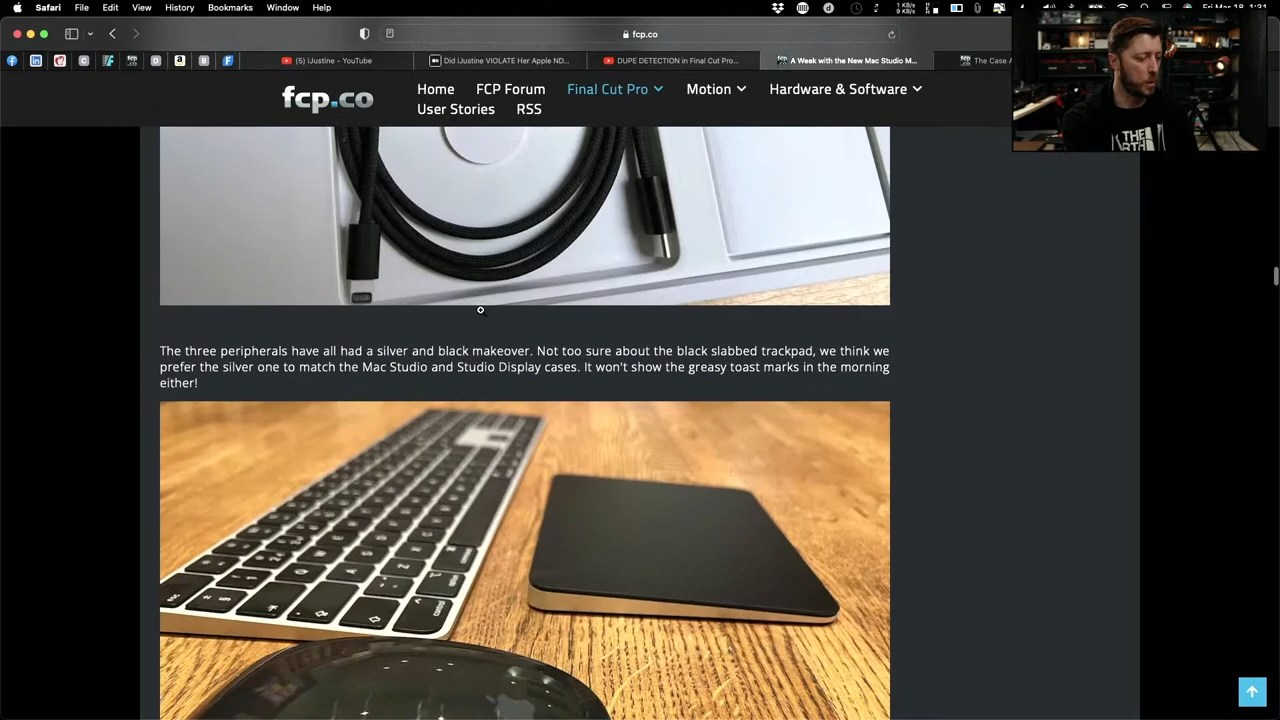 Safari File Edit View History Bookmarks Window Help
fcp.co
(5) iJustine - YouTube
Did iJustine VIOLATE Her Apple ND...
DUPE DETECTION in Final Cut Pro...
A Week with the New Mac Studio M...
The Case A
fcp.co
Home FCP Forum Final Cut Pro Motion Hardware & Software
User Stories RSS
THE
The three peripherals have all had a silver and black makeover. Not too sure about the black slabbed trackpad, we think we
prefer the silver one to match the Mac Studio and Studio Display cases. It won't show the greasy toast marks in the morning
either!